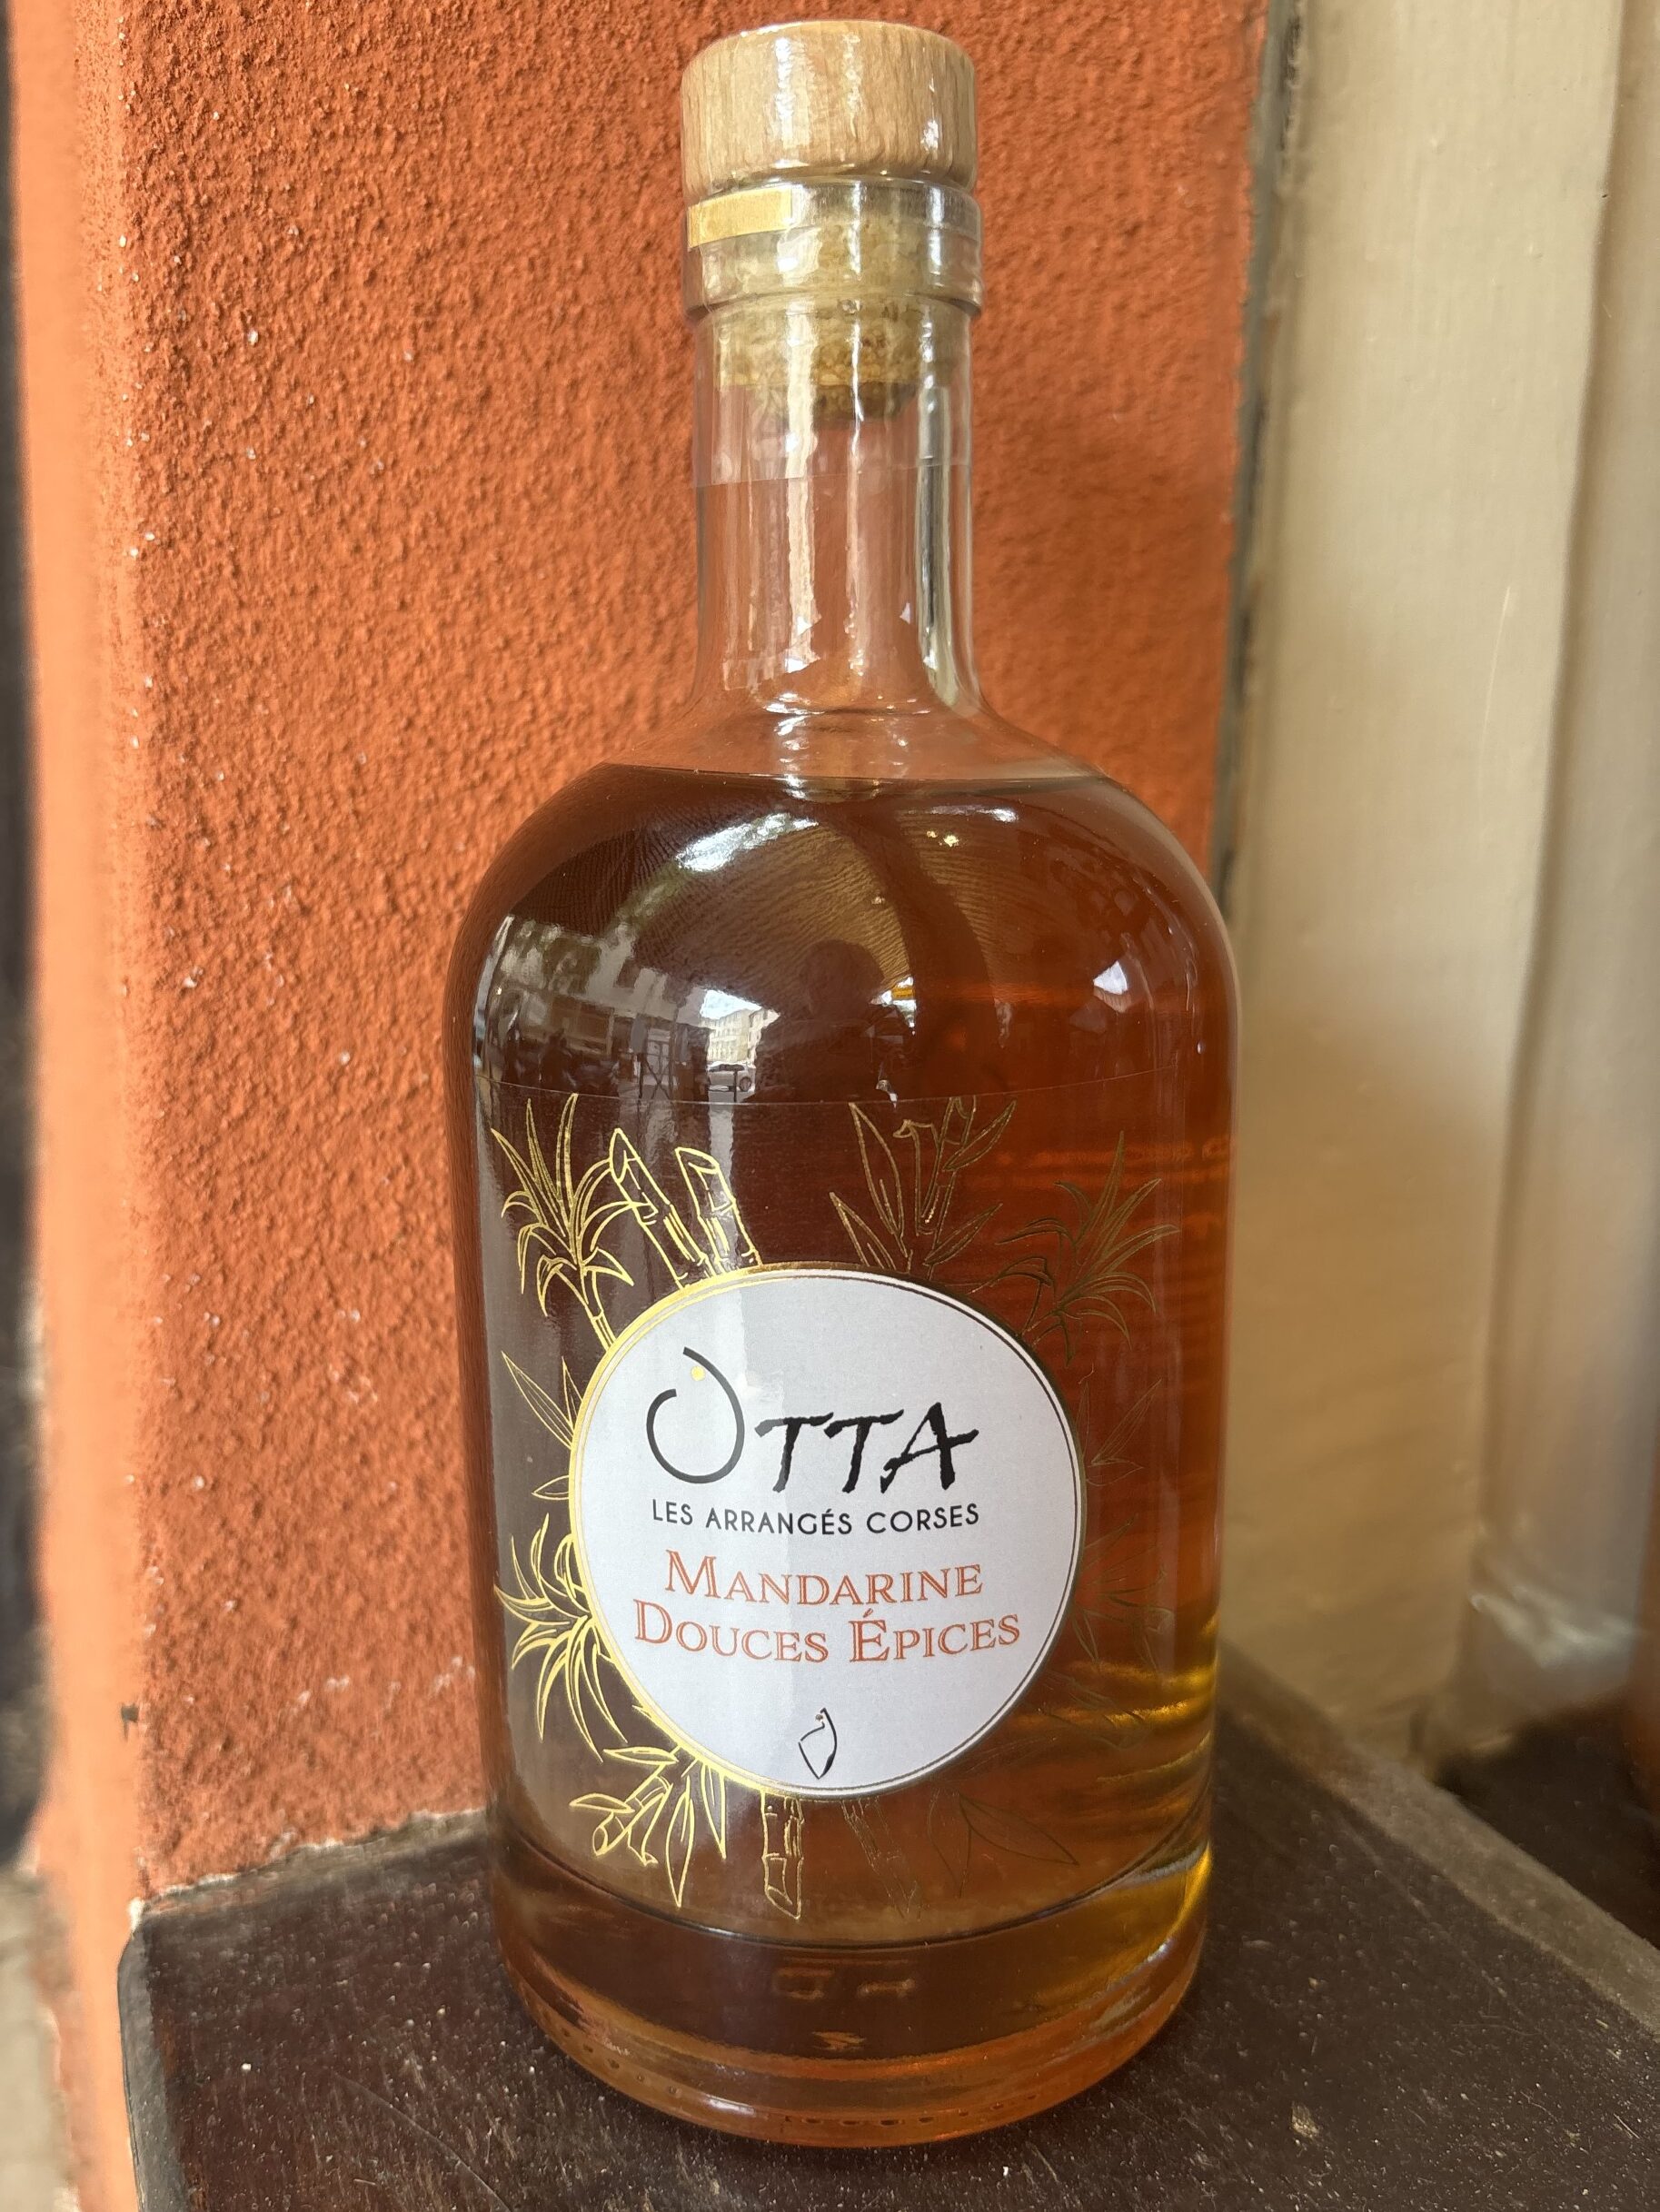 OTTA
LES ARRANGÉS CORSES
MANDARINE
DOUCES ÉPICES